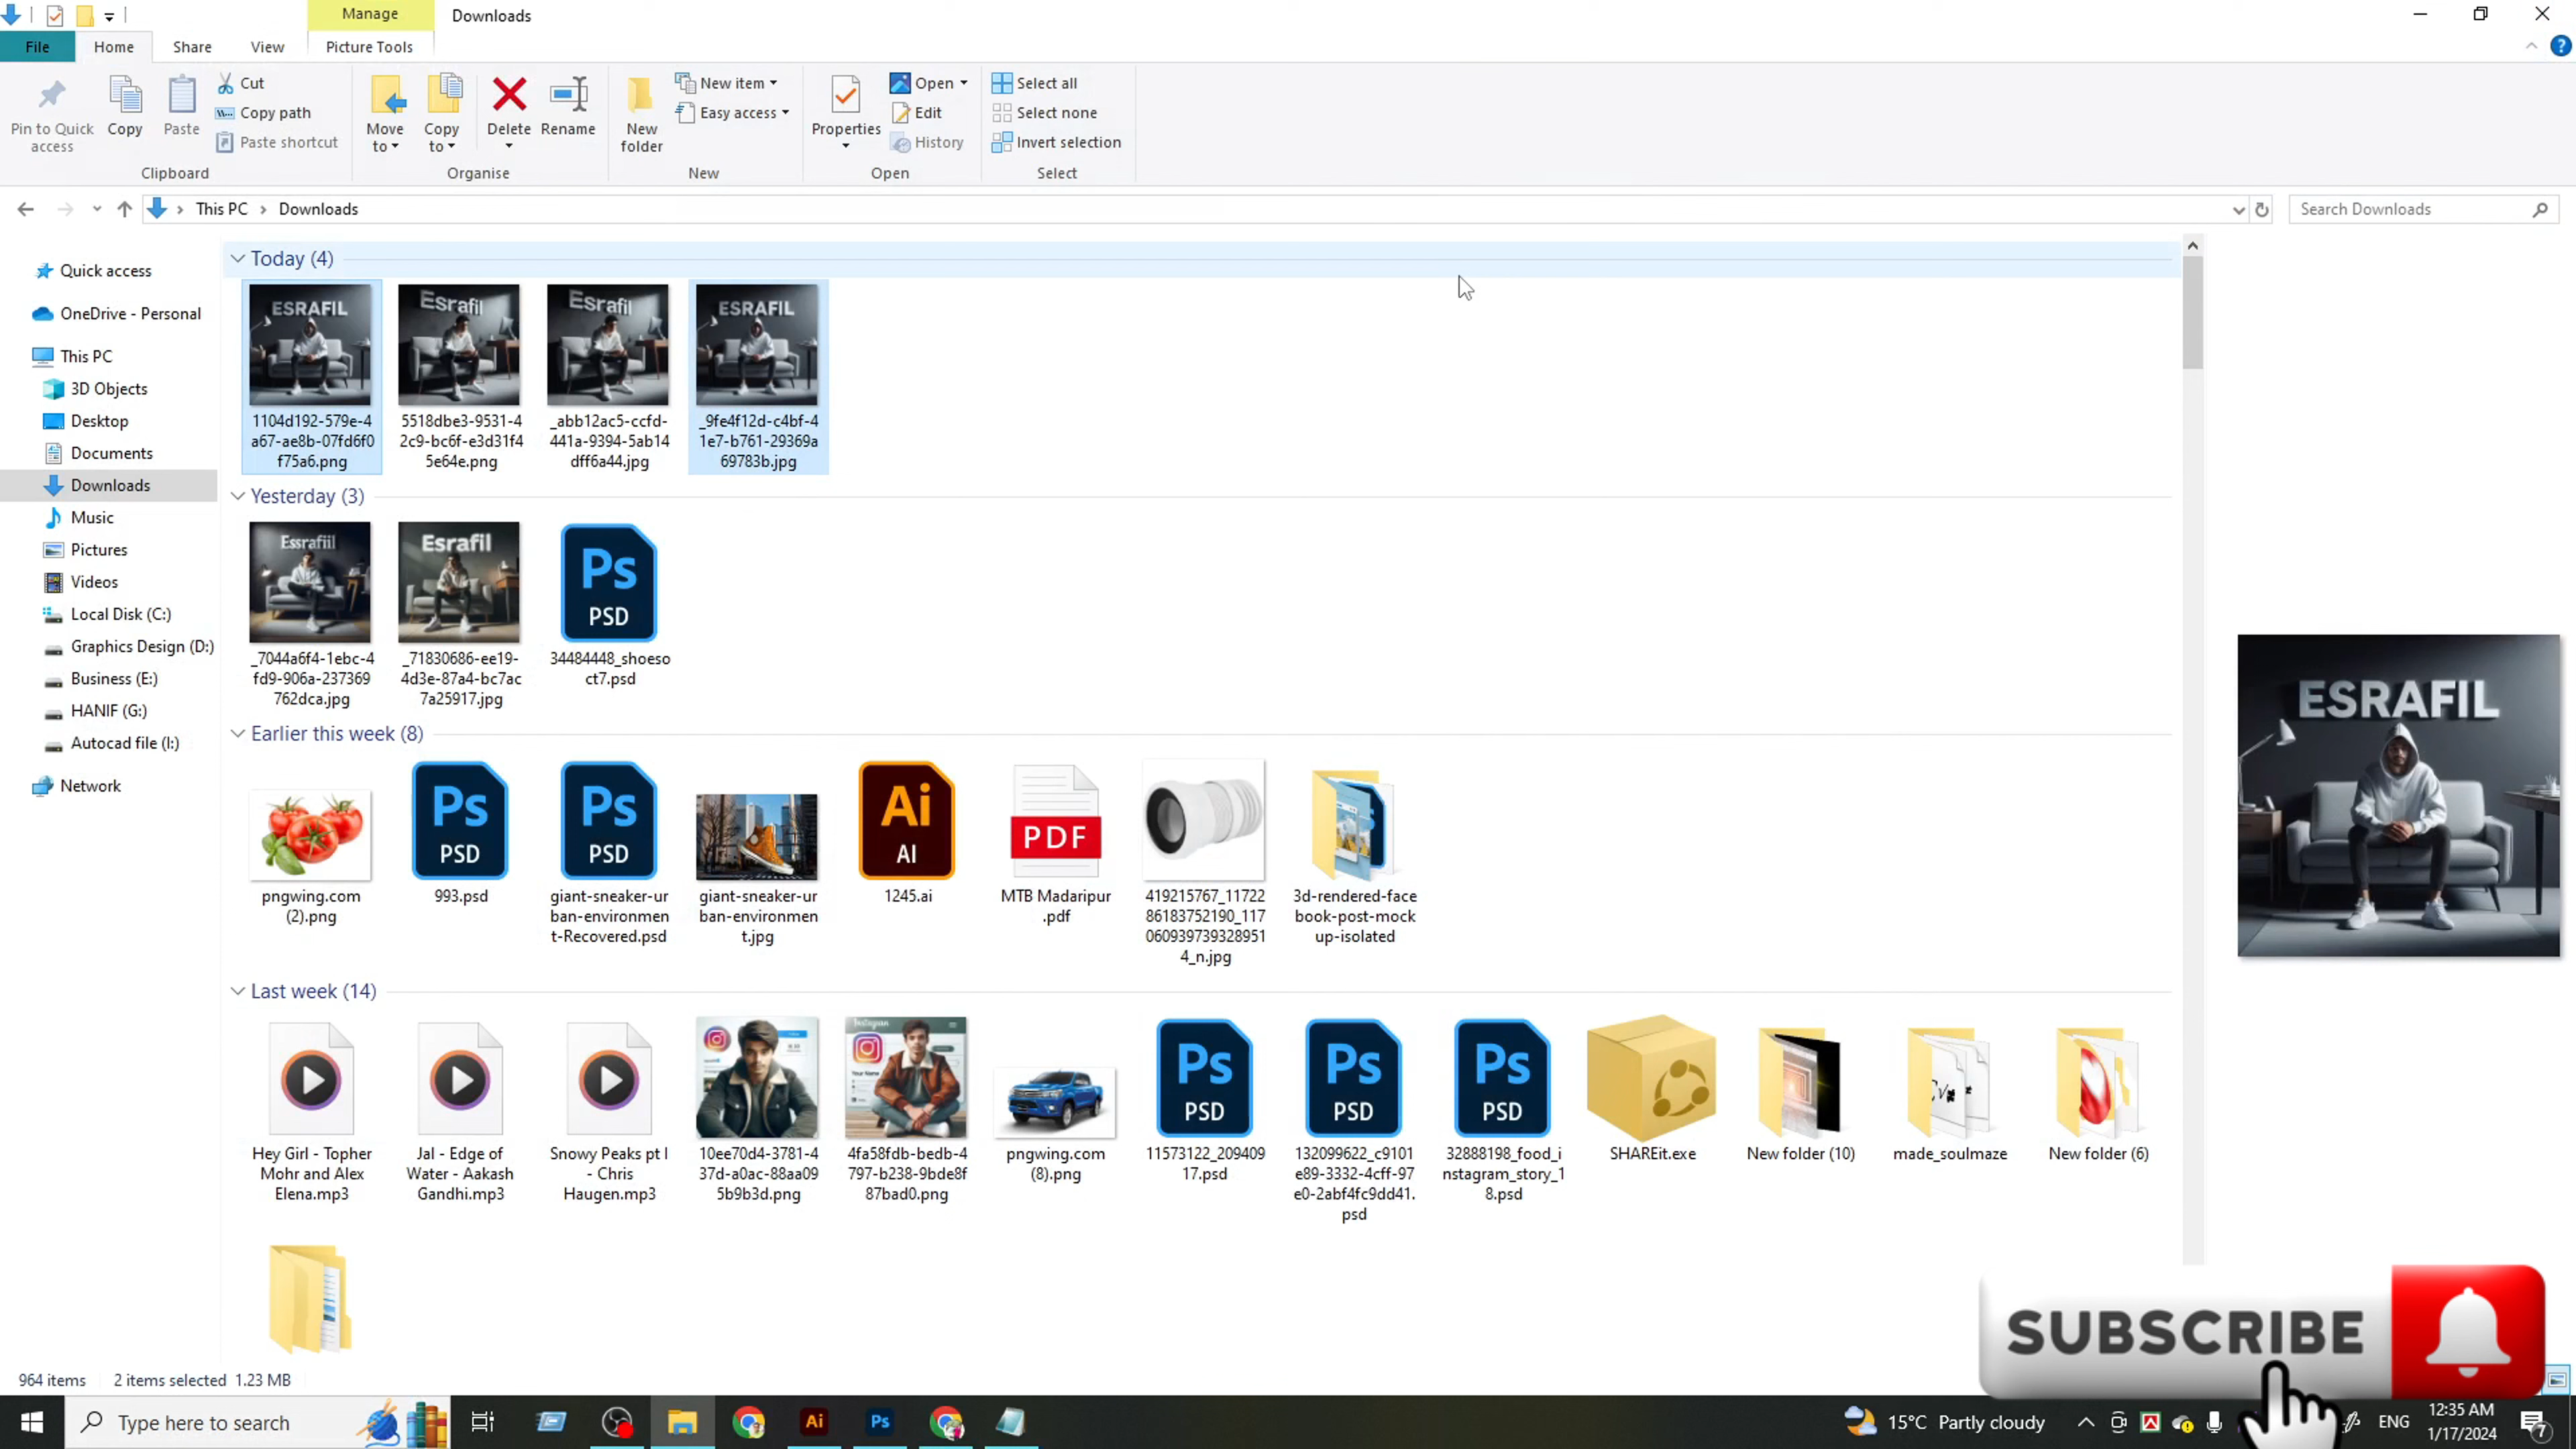 Manage
Downloads
File
Home
Share
View
Picture Tools
Pin to Quick access
Copy
Paste
Cut
Copy path
Paste shortcut
Clipboard
Move to
Copy to
Delete
Rename
Organise
New folder
New item
Easy access
New
Properties
Open
Edit
History
Open
Select all
Select none
Invert selection
Select
This PC
Downloads
Search Downloads
Quick access
OneDrive - Personal
This PC
3D Objects
Desktop
Documents
Downloads
Music
Pictures
Videos
Local Disk (C:)
Graphics Design (D:)
Business (E:)
HANIF (G:)
Autocad file (I:)
Network
Today (4)
ESRAFIL
Esrafil
Esrafil
ESRAFIL
1104d192-579e-4
a67-ae8b-07fd6f0
f75a6.png
5518dbe3-9531-4
2c9-bc6f-e3d31f4
5e64e.png
_abb12ac5-ccfd-
441a-9394-5ab14
dff6a44.jpg
_9fe4f12d-c4bf-4
1e7-b761-29369a
69783b.jpg
Yesterday (3)
Essrafiil
Esrafil
Ps
PSD
_7044a6f4-1ebc-4
fd9-906a-237369
762dca.jpg
_71830686-ee19-
4d3e-87a4-bc7ac
7a25917.jpg
34484448_shoeso
ct7.psd
ESRAFIL
Earlier this week (8)
Ps
PSD
Ps
PSD
Ai
AI
PDF
pngwing.com
(2).png
993.psd
giant-sneaker-ur
ban-environmen
t-Recovered.psd
giant-sneaker-ur
ban-environmen
t.jpg
1245.ai
MTB Madaripur
.pdf
419215767_11722
86183752190_117
060939739328951
4_n.jpg
3d-rendered-face
book-post-mock
up-isolated
Last week (14)
Instagram
Your Name
Ps
PSD
Ps
PSD
Ps
PSD
Hey Girl - Topher
Mohr and Alex
Elena.mp3
Jal - Edge of
Water - Aakash
Gandhi.mp3
Snowy Peaks pt I
- Chris
Haugen.mp3
10ee70d4-3781-4
37d-a0ac-88aa09
5b9b3d.png
4fa58fdb-bedb-4
797-b238-9bde8f
87bad0.png
pngwing.com
(8).png
11573122_209409
17.psd
132099622_c9101
e89-3332-4cff-97
e0-2abf4fc9dd41.
psd
32888198_food_i
nstagram_story_1
8.psd
SHAREit.exe
New folder (10)
made_soulmaze
New folder (6)
SUBSCRIBE
964 items
2 items selected 1.23 MB
Type here to search
Ai
Ps
15°C Partly cloudy
ENG
12:35 AM
1/17/2024
7